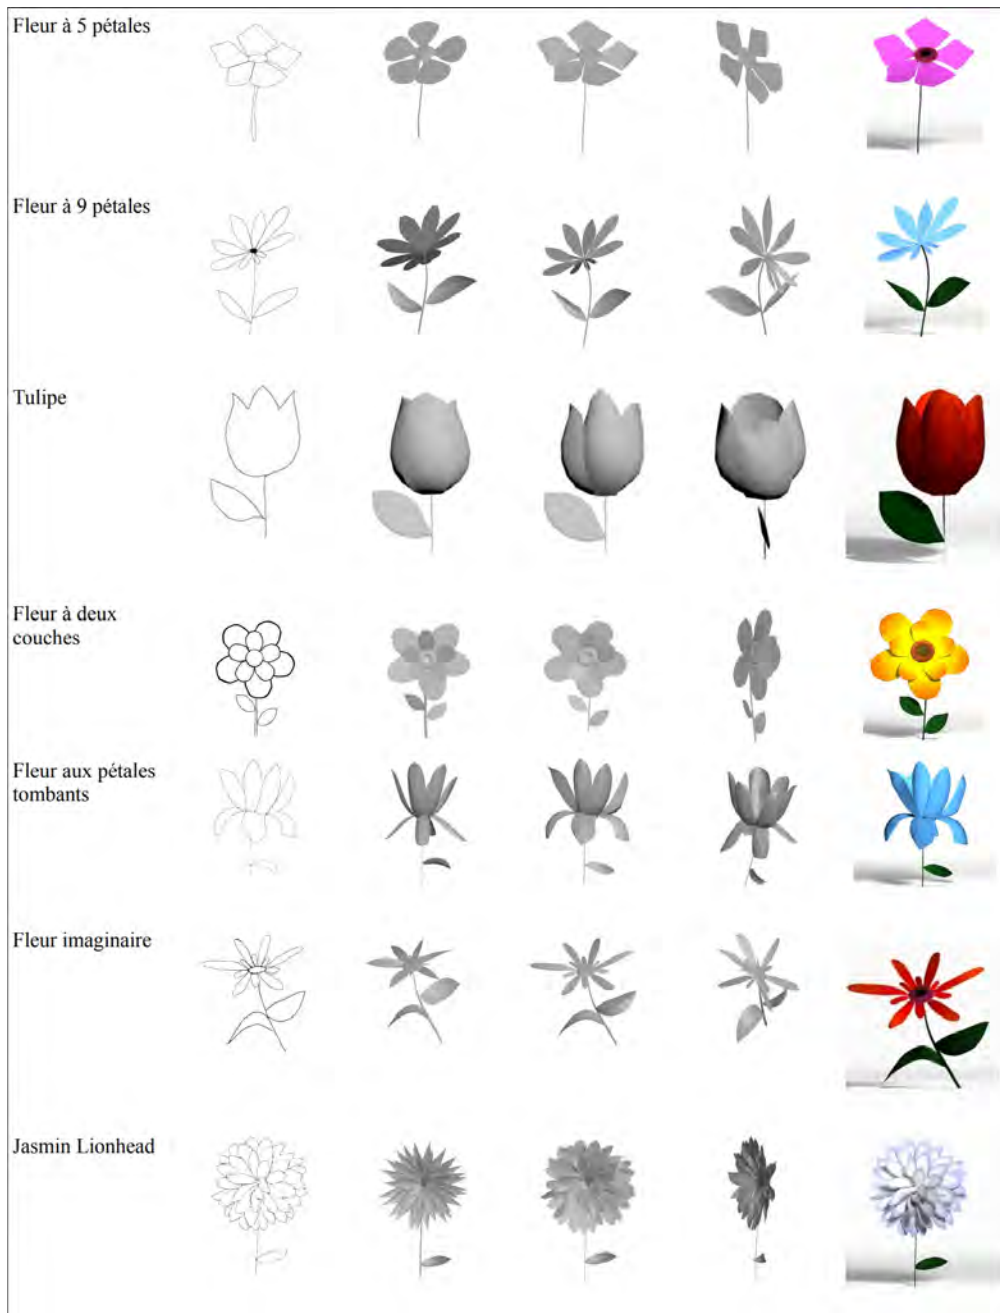 Fleur à 5 pétales
Fleur à 9 pétales
Tulipe
Fleur à deux
couches
Fleur aux pétales
tombants
Fleur imaginaire
Jasmin Lionhead